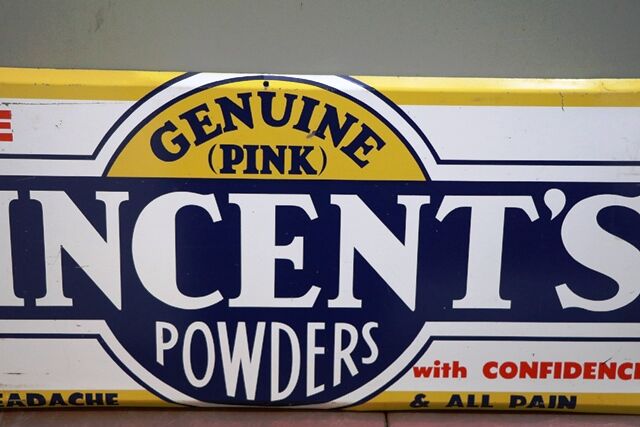 GENUINE
(PINK)
INCENT'S
POWDERS
with CONFIDENC
EADACHE & ALL PAIN